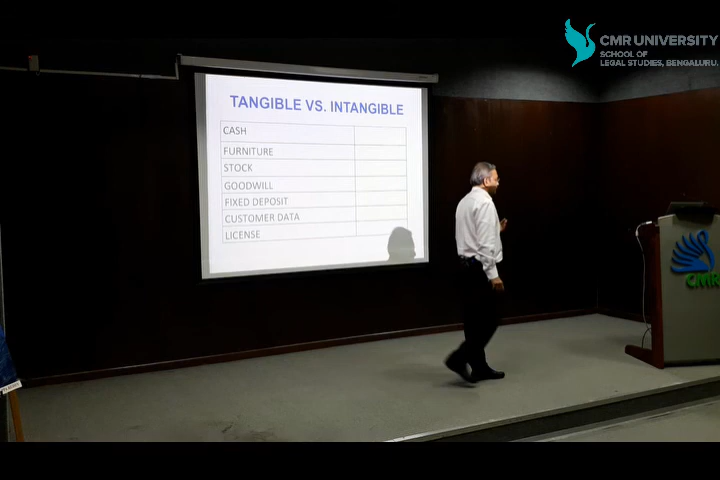 CMR UNIVERSITY
SCHOOL OF
LEGAL STUDIES, BENGALURU.
TANGIBLE VS. INTANGIBLE
CASH
FURNITURE
STOCK
GOODWILL
FIXED DEPOSIT
CUSTOMER DATA
LICENSE
CMR